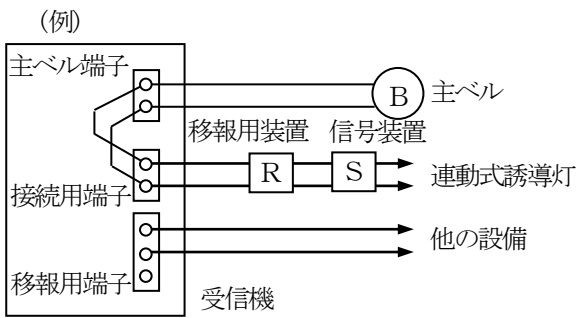 （例）
主ベル端子
B
主ベル
移報用装置
信号装置
R
S
連動式誘導灯
接続用端子
他の設備
移報用端子
受信機